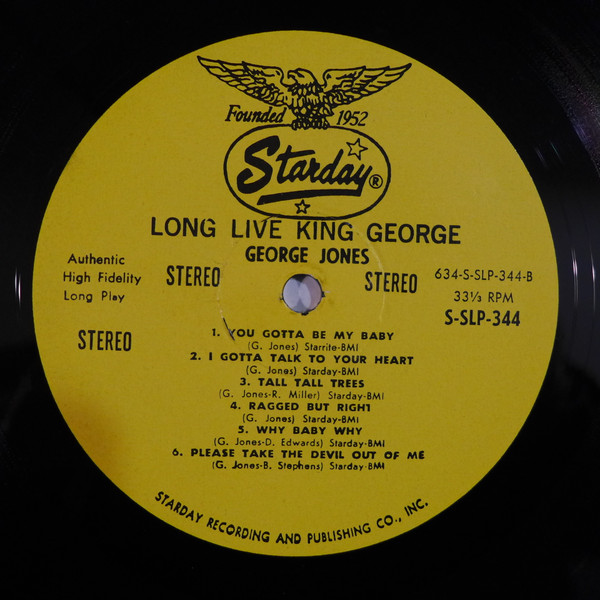 Founded 1952
Starday®
LONG LIVE KING GEORGE
GEORGE JONES
Authentic
High Fidelity
Long Play
STEREO
STEREO
STEREO
634-S-SLP-344-B
33⅓ RPM
S-SLP-344
1. YOU GOTTA BE MY BABY
(G. Jones) Starrite-BMI
2. I GOTTA TALK TO YOUR HEART
(G. Jones) Starday-BMI
3. TALL TALL TREES
(G. Jones-R. Miller) Starday-BMI
4. RAGGED BUT RIGHT
(G. Jones) Starday-BMI
5. WHY BABY WHY
(G. Jones-D. Edwards) Starday-BMI
6. PLEASE TAKE THE DEVIL OUT OF ME
(G. Jones-B. Stephens) Starday-BMI
STARDAY RECORDING AND PUBLISHING CO., INC.